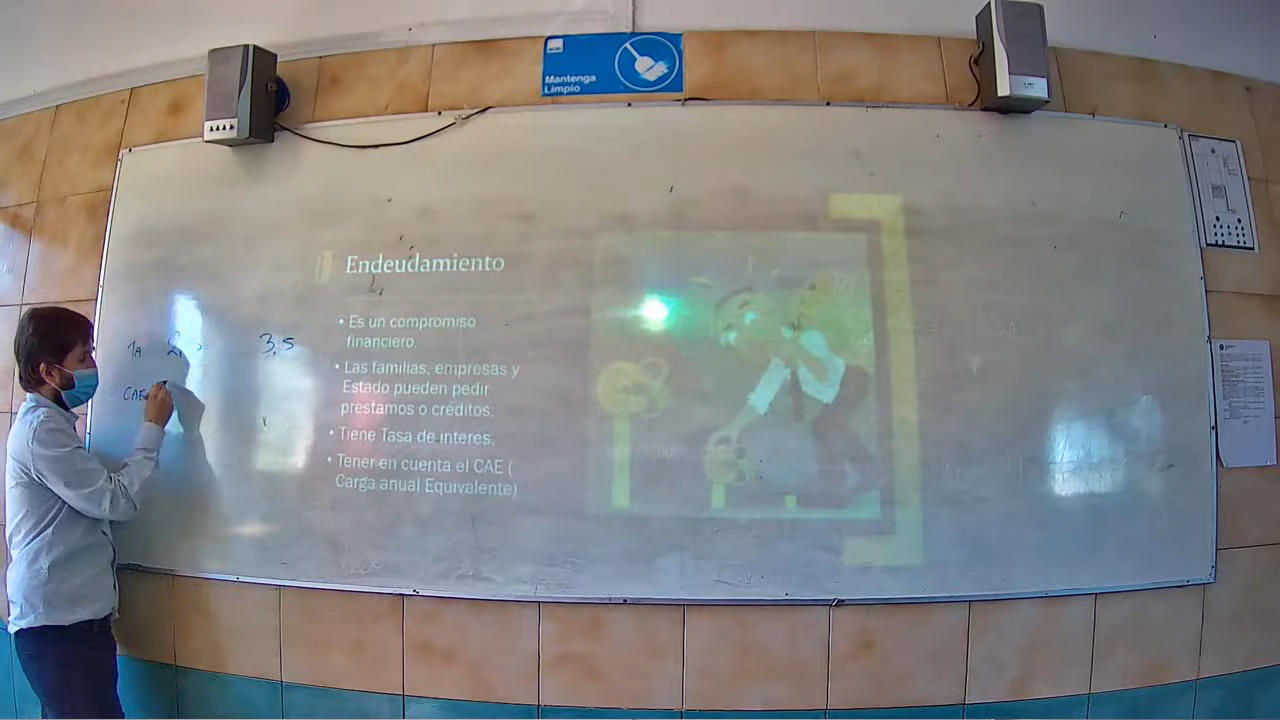 Mantenga
Limpio
Endeudamiento
• Es un compromiso
financiero.
• Las familias, empresas y
Estado pueden pedir
prestamos o créditos.
• Tiene Tasa de interes.
• Tener en cuenta el CAE (
Carga anual Equivalente)
3,5
CAE